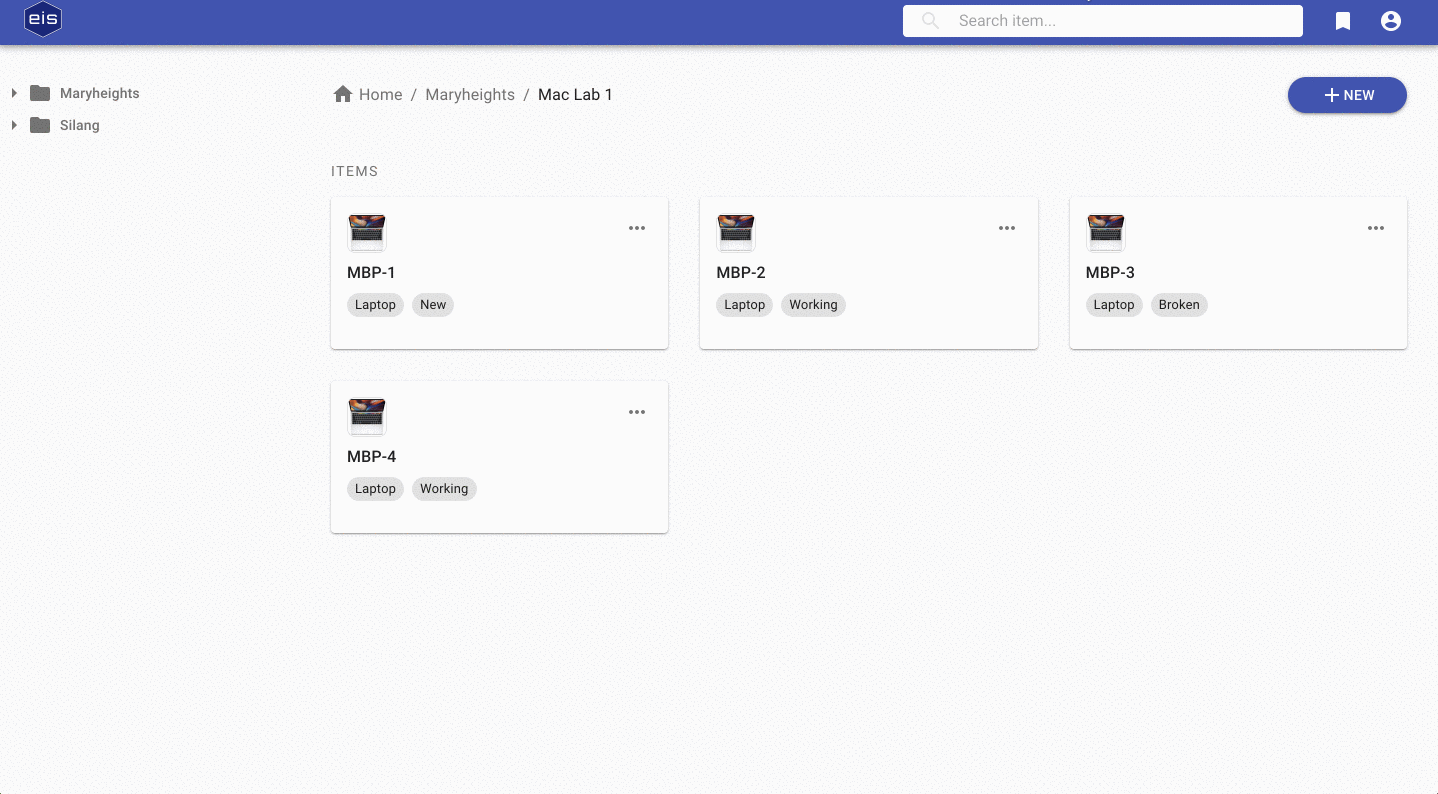 eis
Search item...
Maryheights
Silang
Home / Maryheights / Mac Lab 1
NEW
ITEMS
MBP-1
Laptop New
MBP-2
Laptop Working
MBP-3
Laptop Broken
MBP-4
Laptop Working